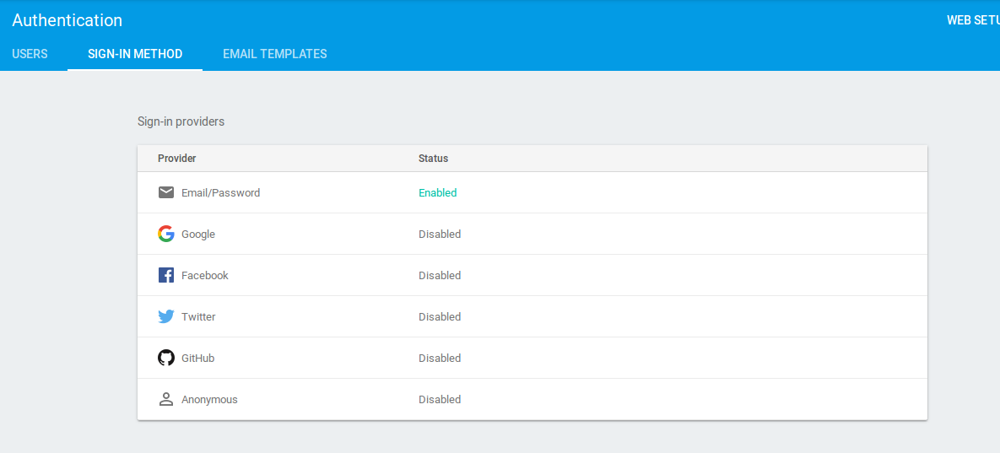 Authentication
WEB SETU
USERS SIGN-IN METHOD EMAIL TEMPLATES
Sign-in providers
Provider Status
Email/Password Enabled
Google Disabled
Facebook Disabled
Twitter Disabled
GitHub Disabled
Anonymous Disabled